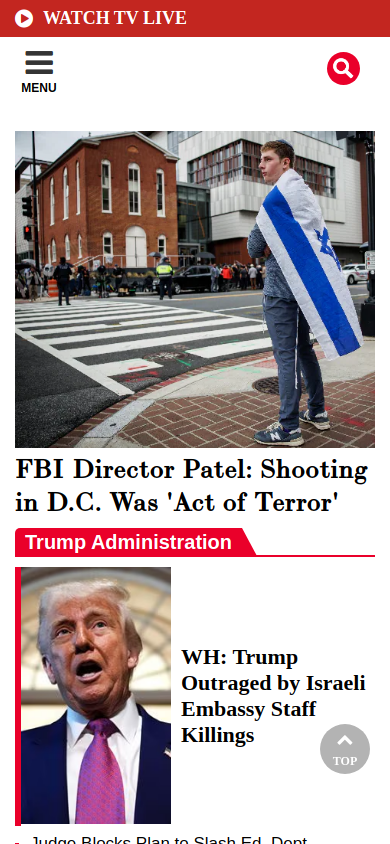 WATCH TV LIVE
MENU
FBI Director Patel: Shooting
in D.C. Was 'Act of Terror'
Trump Administration
WH: Trump
Outraged by Israeli
Embassy Staff
Killings
TOP
Judge Blocks Plan to Slash Ed. Dept.